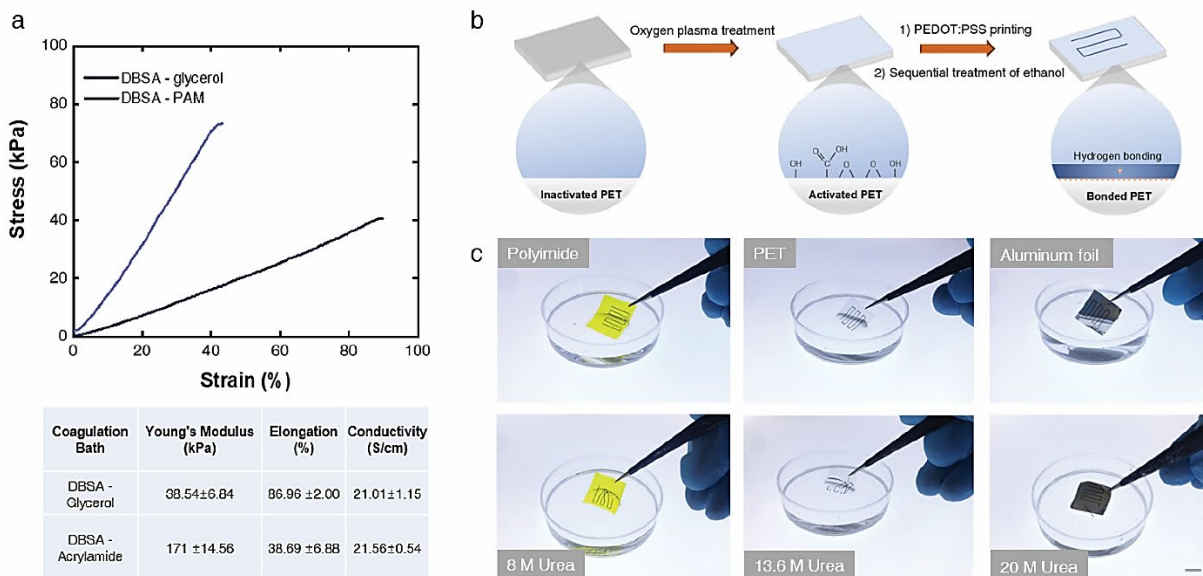 a
100
80
60
40
20
0
Stress (kPa)
DBSA - glycerol
DBSA - PAM
0 20 40 60 80 100
Strain (%)
Coagulation Bath
Young's Modulus (kPa)
Elongation (%)
Conductivity (S/cm)
DBSA - Glycerol
38.54±6.84
86.96 ±2.00
21.01±1.15
DBSA - Acrylamide
171 ±14.56
38.69 ±6.88
21.56±0.54
b
Oxygen plasma treatment
1) PEDOT:PSS printing
2) Sequential treatment of ethanol
Inactivated PET
OH O C OH O O OH
Activated PET
Hydrogen bonding
Bonded PET
c
Polyimide
PET
Aluminum foil
8 M Urea
13.6 M Urea
20 M Urea